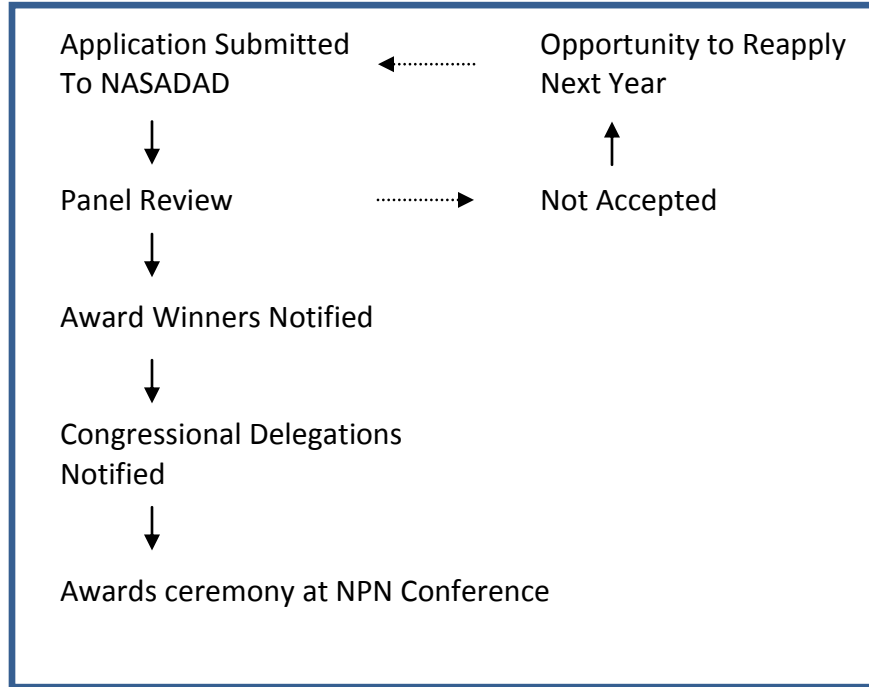 Application Submitted
To NASADAD
Opportunity to Reapply
Next Year
Panel Review
Not Accepted
Award Winners Notified
Congressional Delegations
Notified
Awards ceremony at NPN Conference